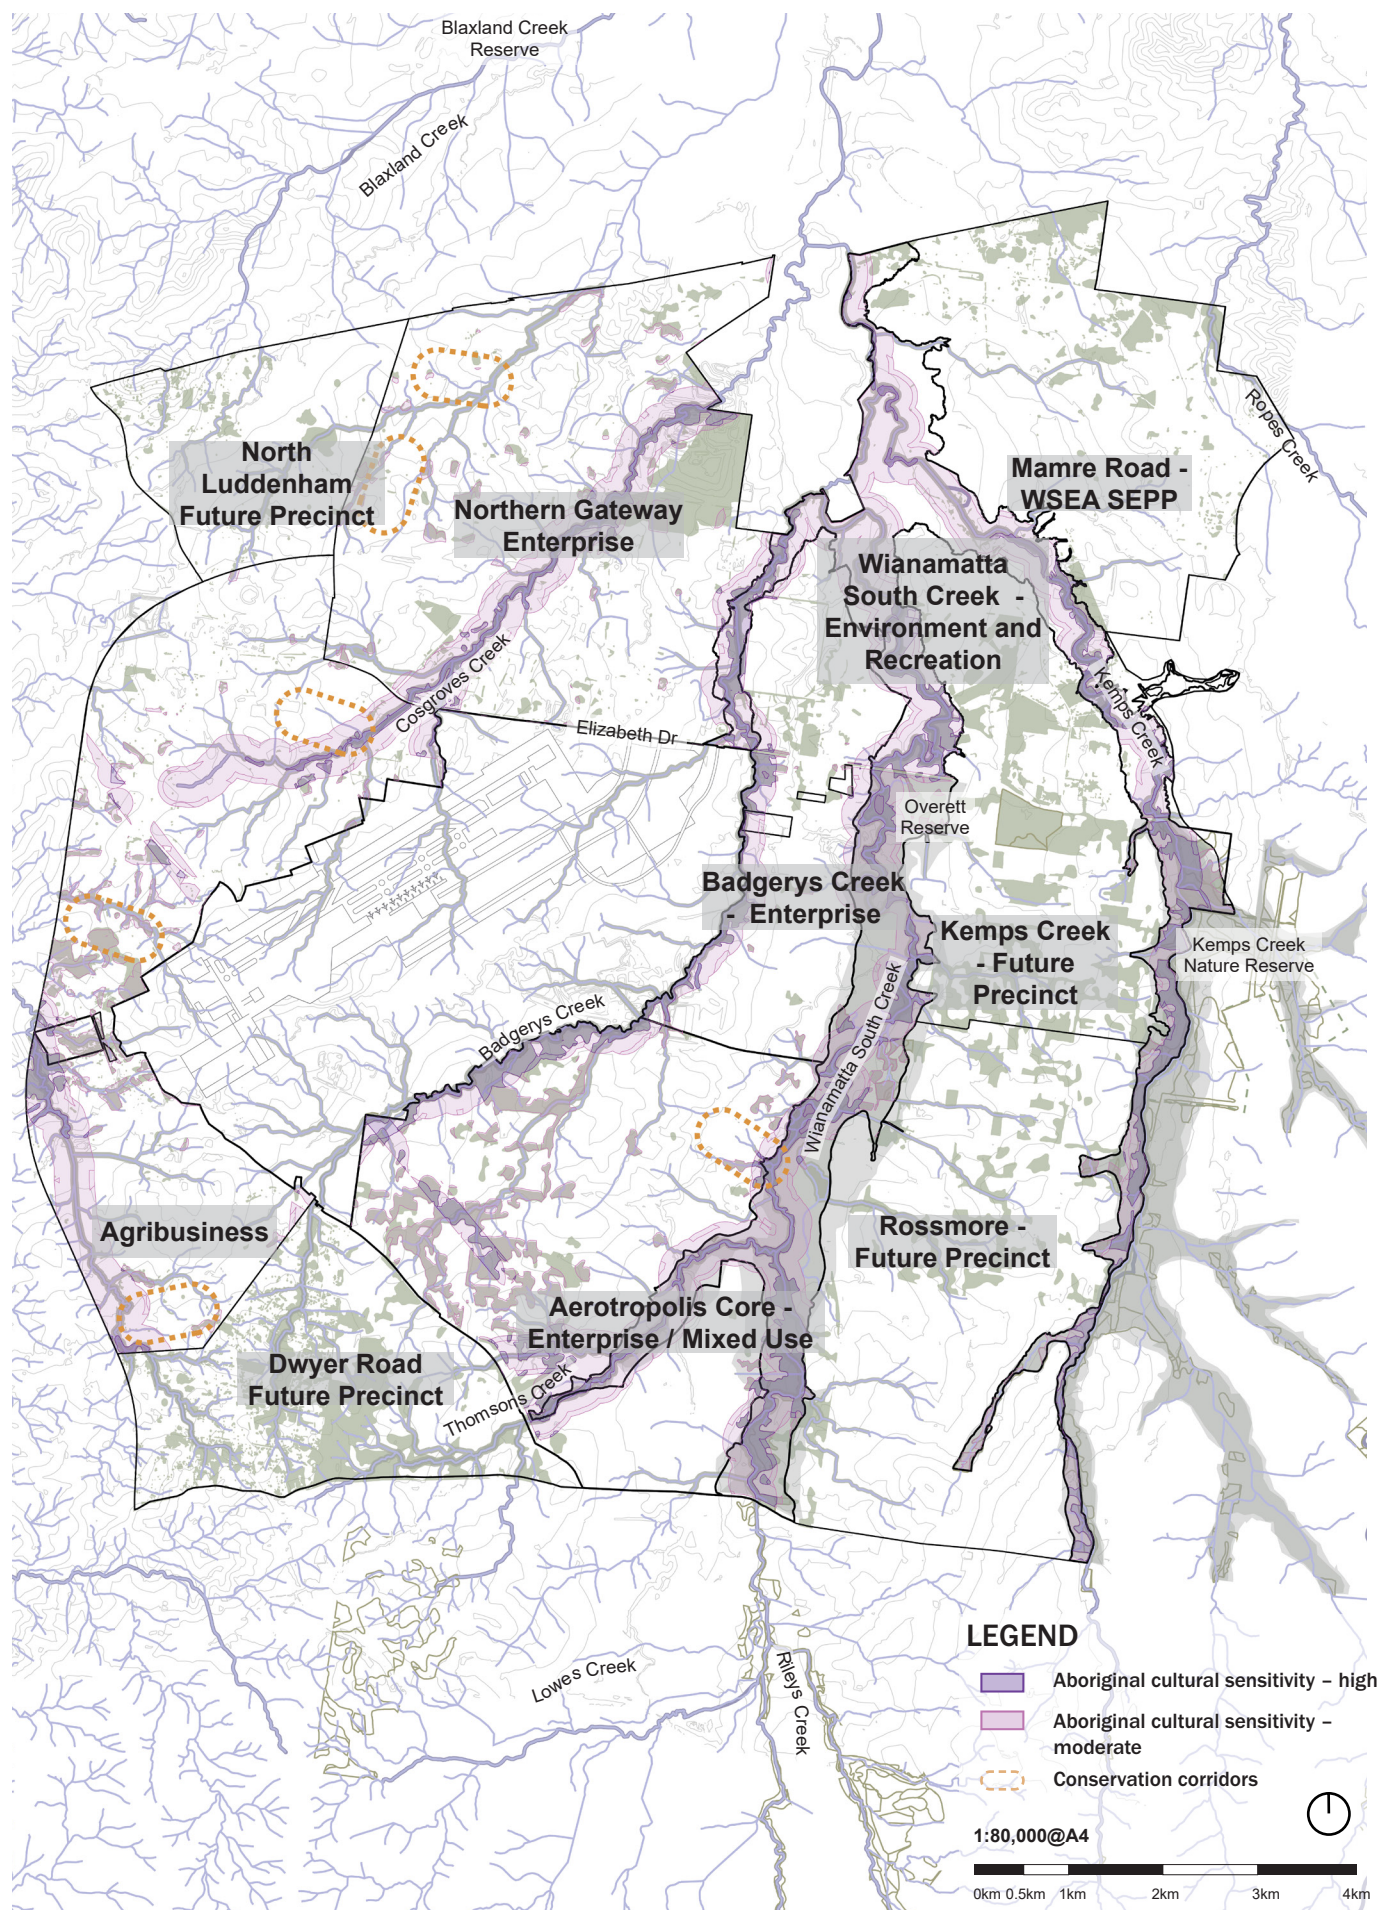 Blaxland Creek
Reserve
Blaxland Creek
Ropes Creek
North
Luddenham
Future Precinct
Northern Gateway
Enterprise
Mamre Road -
WSEA SEPP
Wianamatta
South Creek -
Environment and
Recreation
Cosgroves Creek
Kemps Creek
Elizabeth Dr
Overett
Reserve
Badgerys Creek
- Enterprise
Kemps Creek
- Future
Precinct
Kemps Creek
Nature Reserve
Badgerys Creek
Wianamatta South Creek
Agribusiness
Rossmore -
Future Precinct
Aerotropolis Core -
Enterprise / Mixed Use
Dwyer Road
Future Precinct
Thomsons Creek
Lowes Creek
Rileys Creek
LEGEND
Aboriginal cultural sensitivity – high
Aboriginal cultural sensitivity –
moderate
Conservation corridors
1:80,000@A4
0km 0.5km 1km 2km 3km 4km